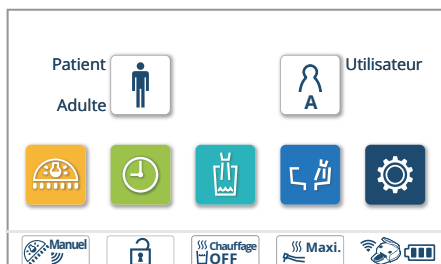 Patient
Adulte
Utilisateur
A
Manuel
Chauffage
OFF
Maxi.